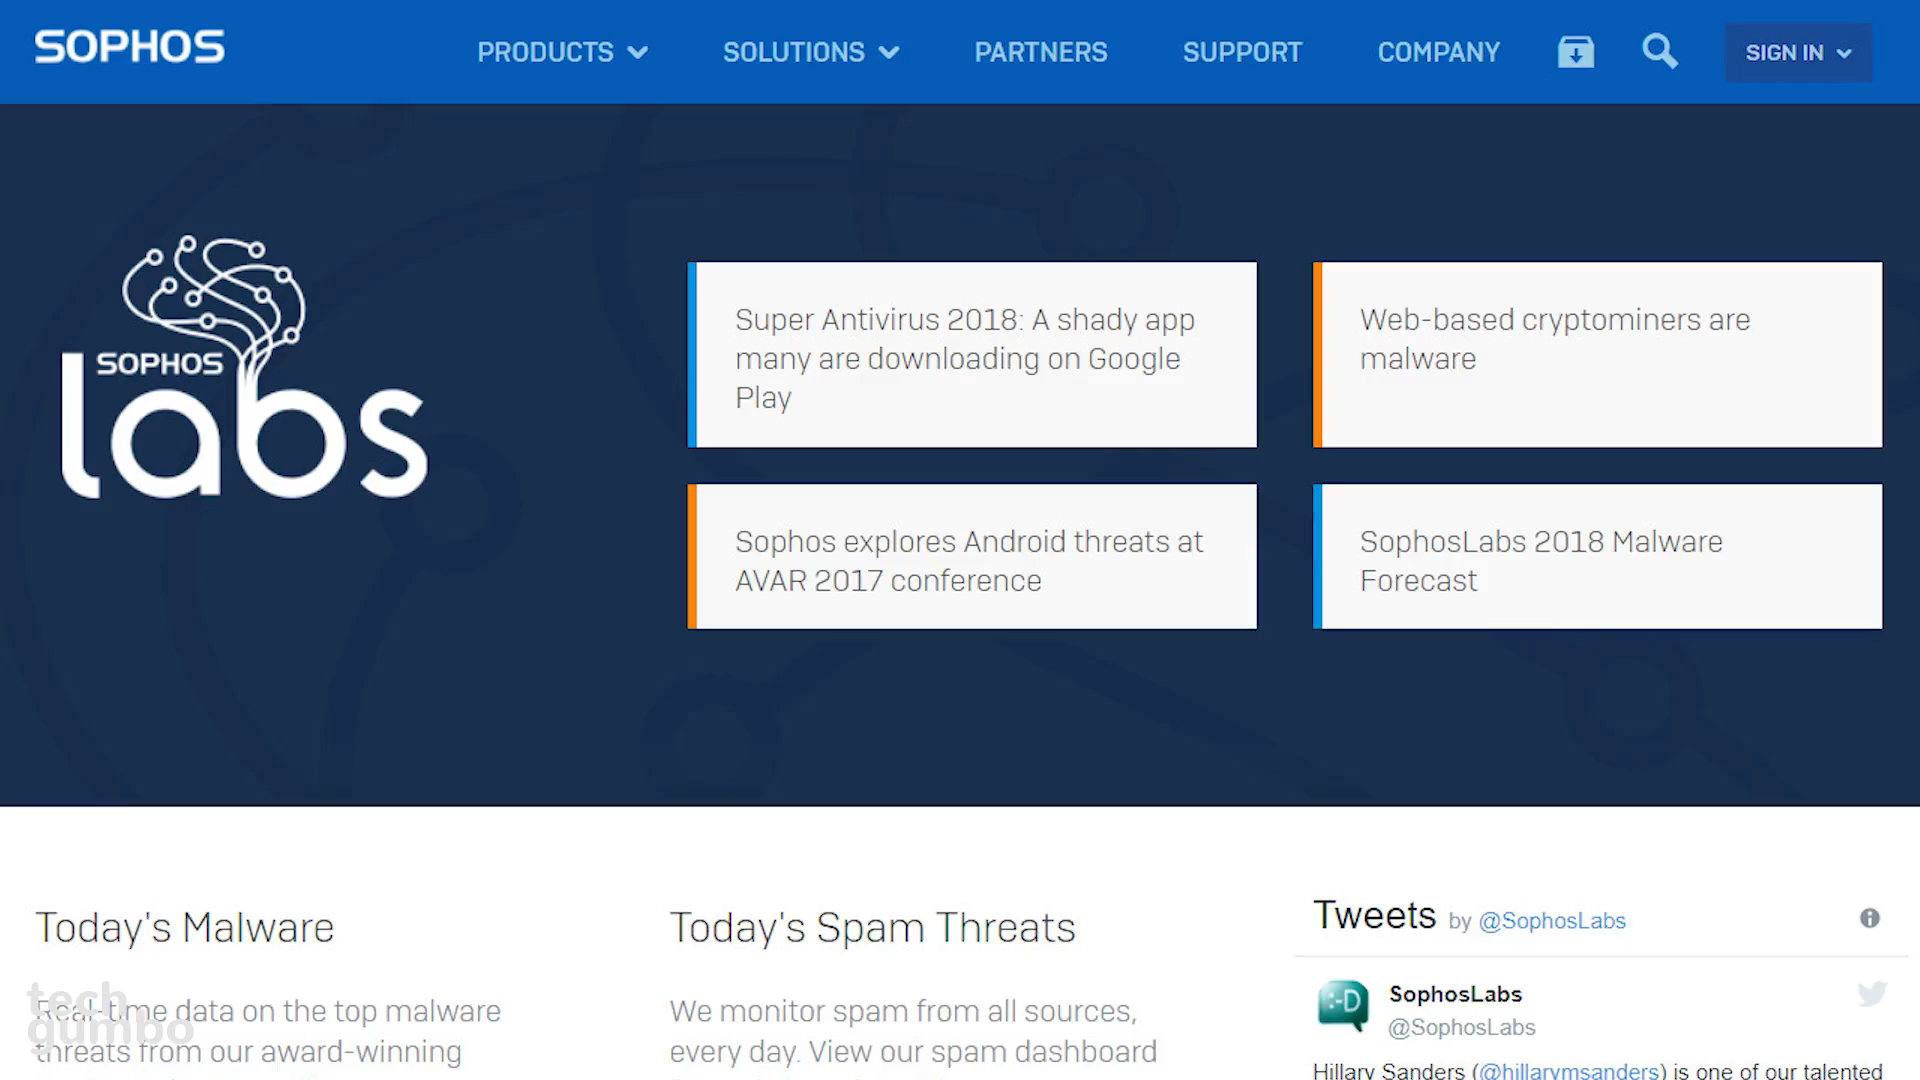 SOPHOS
PRODUCTS
SOLUTIONS
PARTNERS
SUPPORT
COMPANY
SIGN IN
SOPHOS
labs
Super Antivirus 2018: A shady app
many are downloading on Google
Play
Web-based cryptominers are
malware
Sophos explores Android threats at
AVAR 2017 conference
SophosLabs 2018 Malware
Forecast
Today's Malware
Real-time data on the top malware
threats from our award-winning
Today's Spam Threats
We monitor spam from all sources,
every day. View our spam dashboard
Tweets by @SophosLabs
:-D
SophosLabs
@SophosLabs
Hillary Sanders (@hillarymsanders) is one of our talented
tech
gumbo